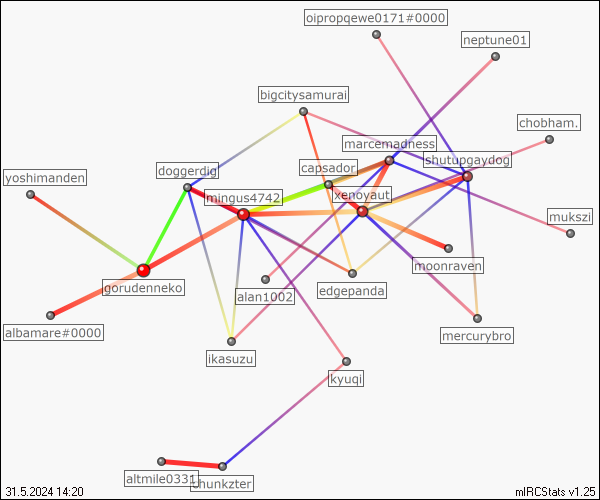 oipropqewe0171#0000
neptune01
bigcitysamurai
chobham.
marcemadness
shutupgaydog
capsador
doggerdig
yoshimanden
mingus4742
xenoyaut
mukszi
moonraven
gorudenneko
edgepanda
alan1002
albamare#0000
mercurybro
ikasuzu
kyuqi
altmile0331
31.5.2024 14:20
mIRCStats v1.25